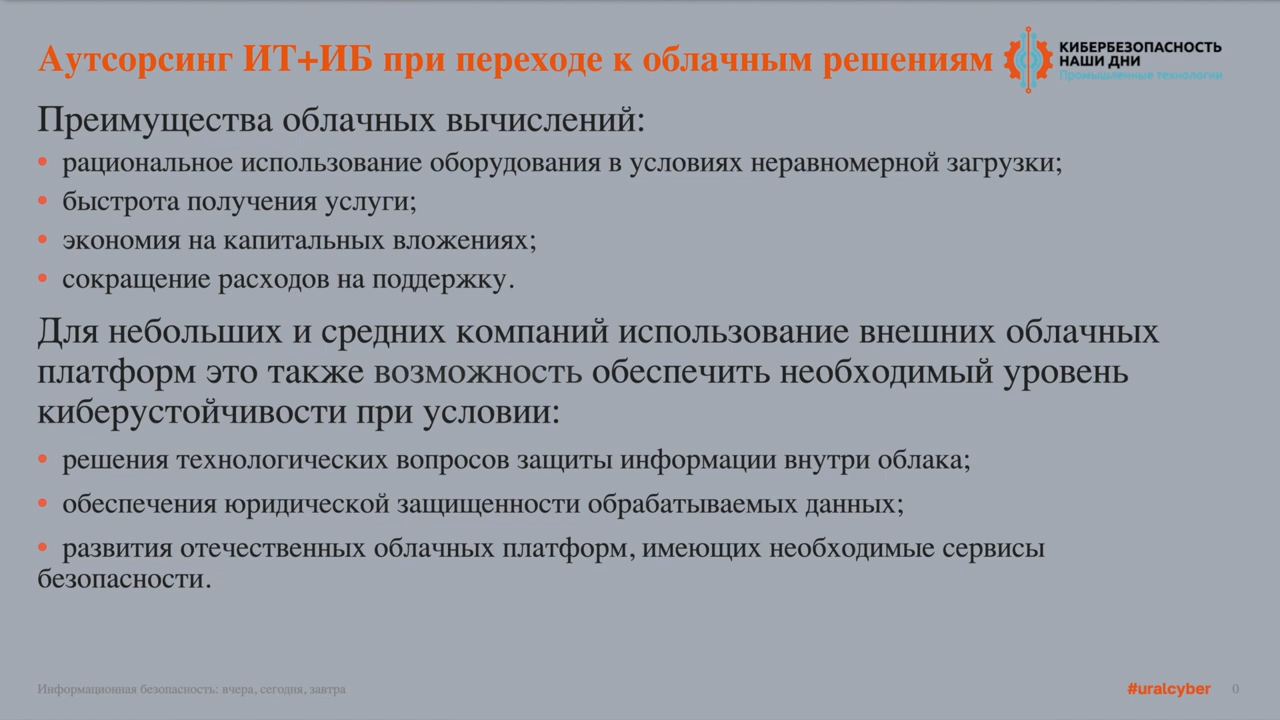 Аутсорсинг ИТ+ИБ при переходе к облачным решениям
КИБЕРБЕЗОПАСНОСТЬ
НАШИ ДНИ
Промышленные технологии
Преимущества облачных вычислений:
• рациональное использование оборудования в условиях неравномерной загрузки;
• быстрота получения услуги;
• экономия на капитальных вложениях;
• сокращение расходов на поддержку.
Для небольших и средних компаний использование внешних облачных
платформ это также возможность обеспечить необходимый уровень
киберустойчивости при условии:
• решения технологических вопросов защиты информации внутри облака;
• обеспечения юридической защищенности обрабатываемых данных;
• развития отечественных облачных платформ, имеющих необходимые сервисы
безопасности.
Информационная безопасность: вчера, сегодня, завтра
#uralcyber
0